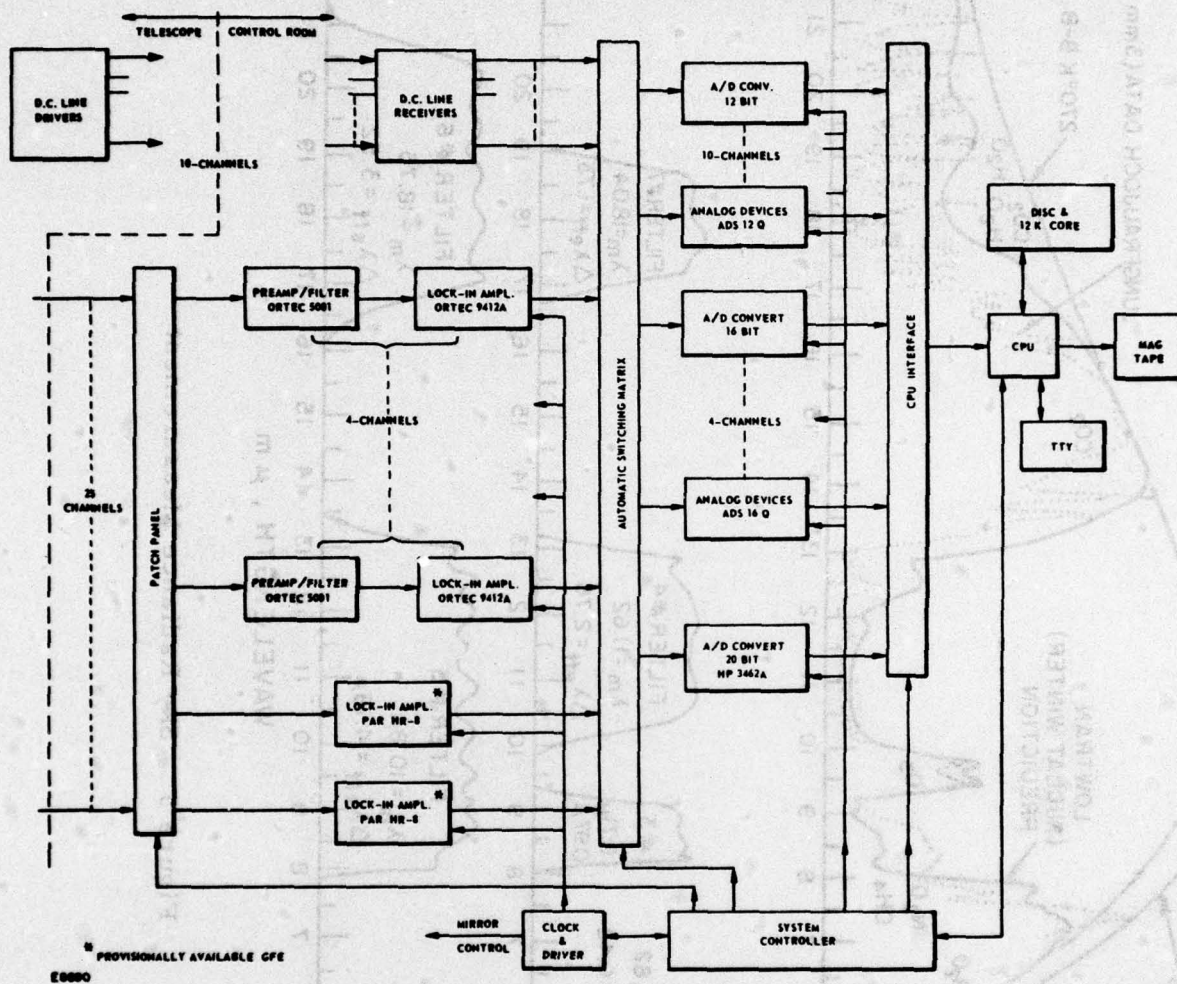 TELESCOPE
CONTROL ROOM
D.C. LINE
DRIVERS
10-CHANNELS
D.C. LINE
RECEIVERS
A/D CONV.
12 BIT
10-CHANNELS
ANALOG DEVICES
ADS 12 Q
DISC &
12 K CORE
PREAMP/FILTER
ORTEC 5001
LOCK-IN AMPL.
ORTEC 9412A
A/D CONVERT
16 BIT
CPU
MAG
TAPE
TTY
4-CHANNELS
4-CHANNELS
25
CHANNELS
PATCH PANEL
AUTOMATIC SWITCHING MATRIX
CPU INTERFACE
ANALOG DEVICES
ADS 16 Q
PREAMP/FILTER
ORTEC 5001
LOCK-IN AMPL.
ORTEC 9412A
A/D CONVERT
20 BIT
HP 3462A
LOCK-IN AMPL. *
PAR HR-8
LOCK-IN AMPL. *
PAR HR-8
MIRROR
CONTROL
CLOCK
&
DRIVER
SYSTEM
CONTROLLER
* PROVISIONALLY AVAILABLE GFE